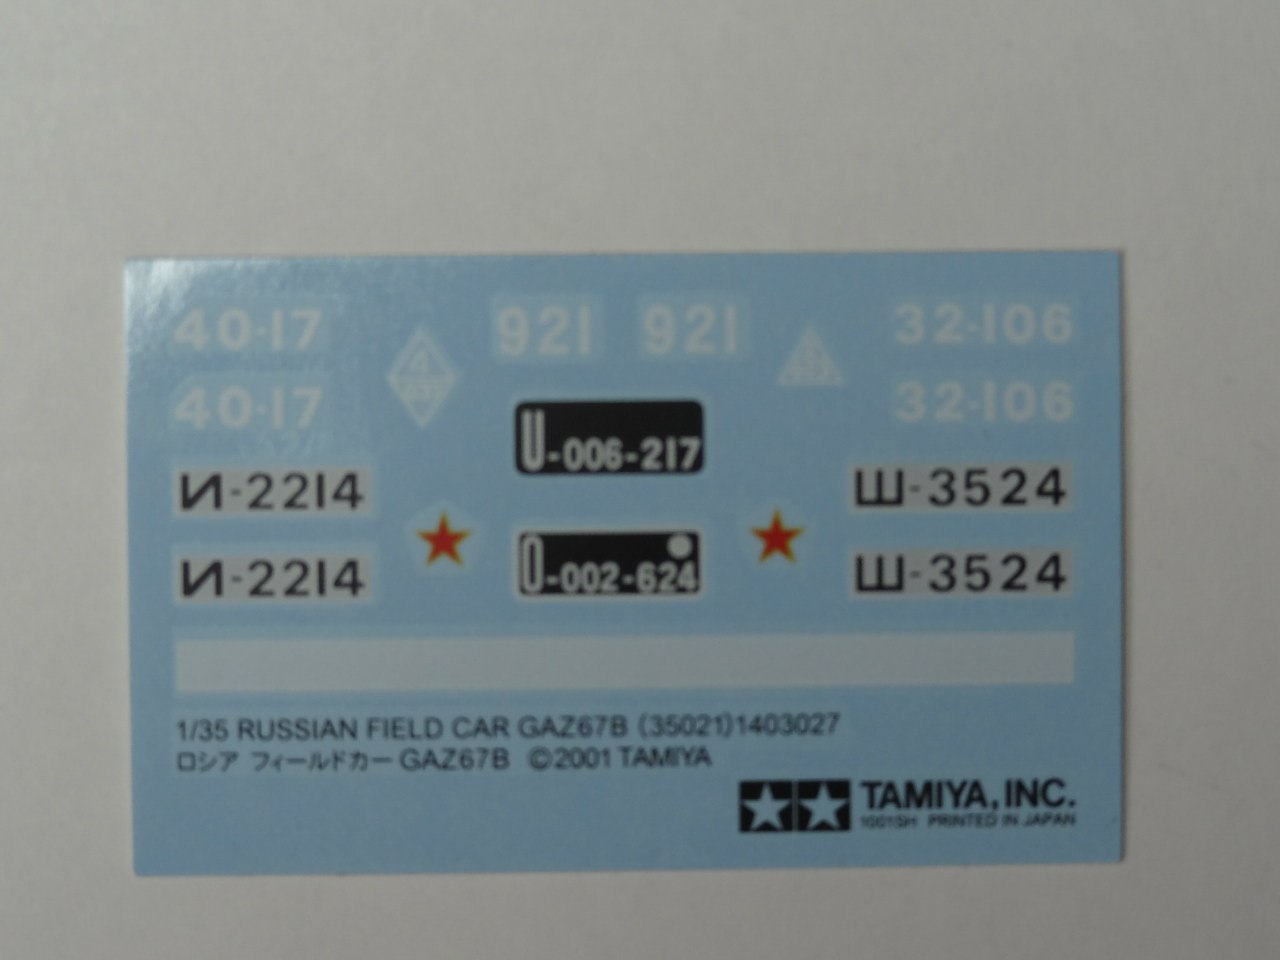 40-17
921
921
32-106
4
40-17
32-106
U-006-217
И-2214
Ш-3524
0-002-624
И-2214
Ш-3524
1/35 RUSSIAN FIELD CAR GAZ67B (35021)1403027
ロシア フィールドカー GAZ67B ©2001 TAMIYA
TAMIYA, INC.
1001SH PRINTED IN JAPAN